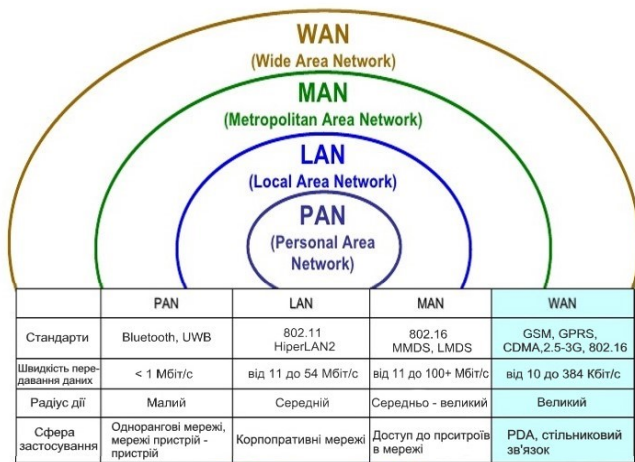 WAN
(Wide Area Network)
MAN
(Metropolitan Area Network)
LAN
(Local Area Network)
PAN
(Personal Area
Network)
PAN LAN MAN WAN
Стандарти Bluetooth, UWB 802.11 HiperLAN2 802.16 MMDS, LMDS GSM, GPRS, CDMA,2.5-3G, 802.16
Швидкість пере-
давання даних < 1 Мбіт/с від 11 до 54 Мбіт/с від 11 до 100+ Мбіт/с від 10 до 384 Кбіт/с
Радіус дії Малий Середній Середньо - великий Великий
Сфера
застосування Однорангові мережі, мережі пристрій - пристрій Корпопративні мережі Доступ до прситроїв в мережі PDA, стільниковий зв'язок